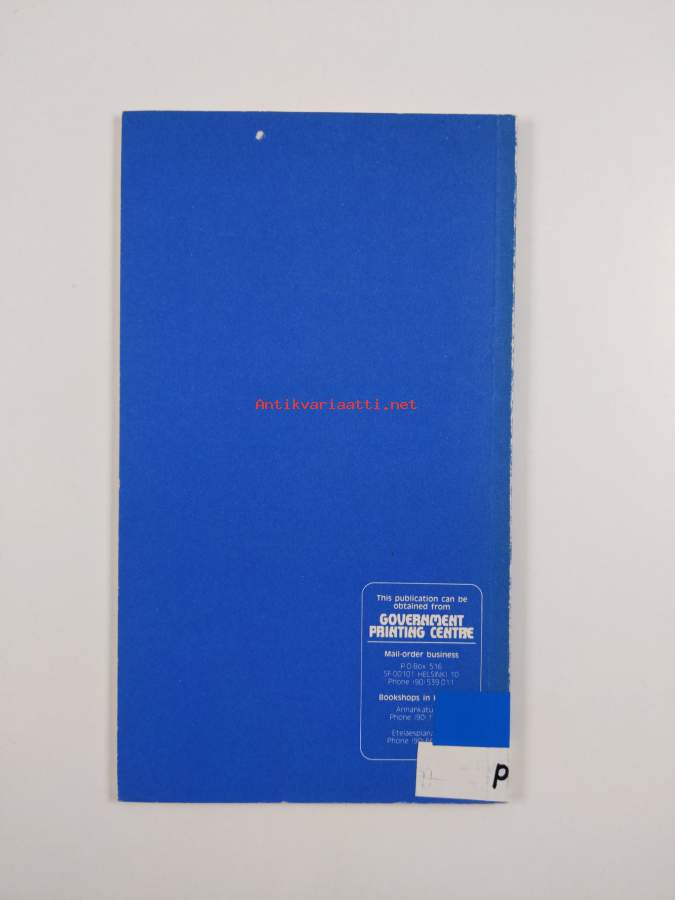 Antikvariaatti.net
This publication can be
obtained from
GOVERNMENT
PRINTING CENTRE
Mail-order business
P.O.Box 516
SF-00101 HELSINKI 10
Phone (90) 539 011
Bookshops in
Annankatu
Phone (90)
Phone (90)
p